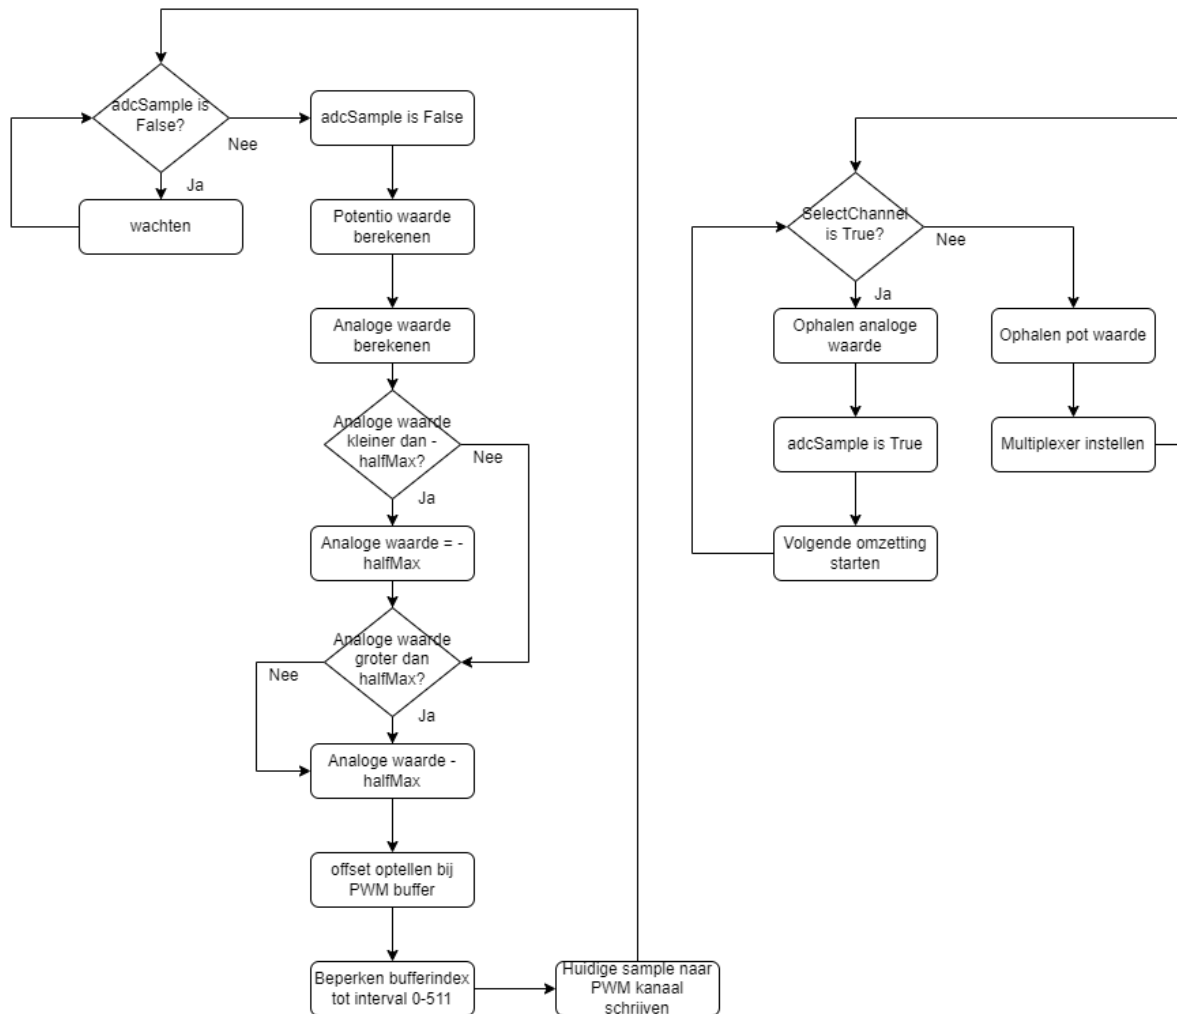 adcSample is
False?
Nee
Ja
wachten
adcSample is False
Potentio waarde
berekenen
Analoge waarde
berekenen
Analoge waarde
kleiner dan -
halfMax?
Nee
Ja
Analoge waarde = -
halfMax
Analoge waarde
groter dan
halfMax?
Nee
Ja
Analoge waarde -
halfMax
offset optellen bij
PWM buffer
Beperken bufferindex
tot interval 0-511
Huidige sample naar
PWM kanaal
schrijven
SelectChannel
is True?
Nee
Ja
Ophalen analoge
waarde
adcSample is True
Volgende omzetting
starten
Ophalen pot waarde
Multiplexer instellen